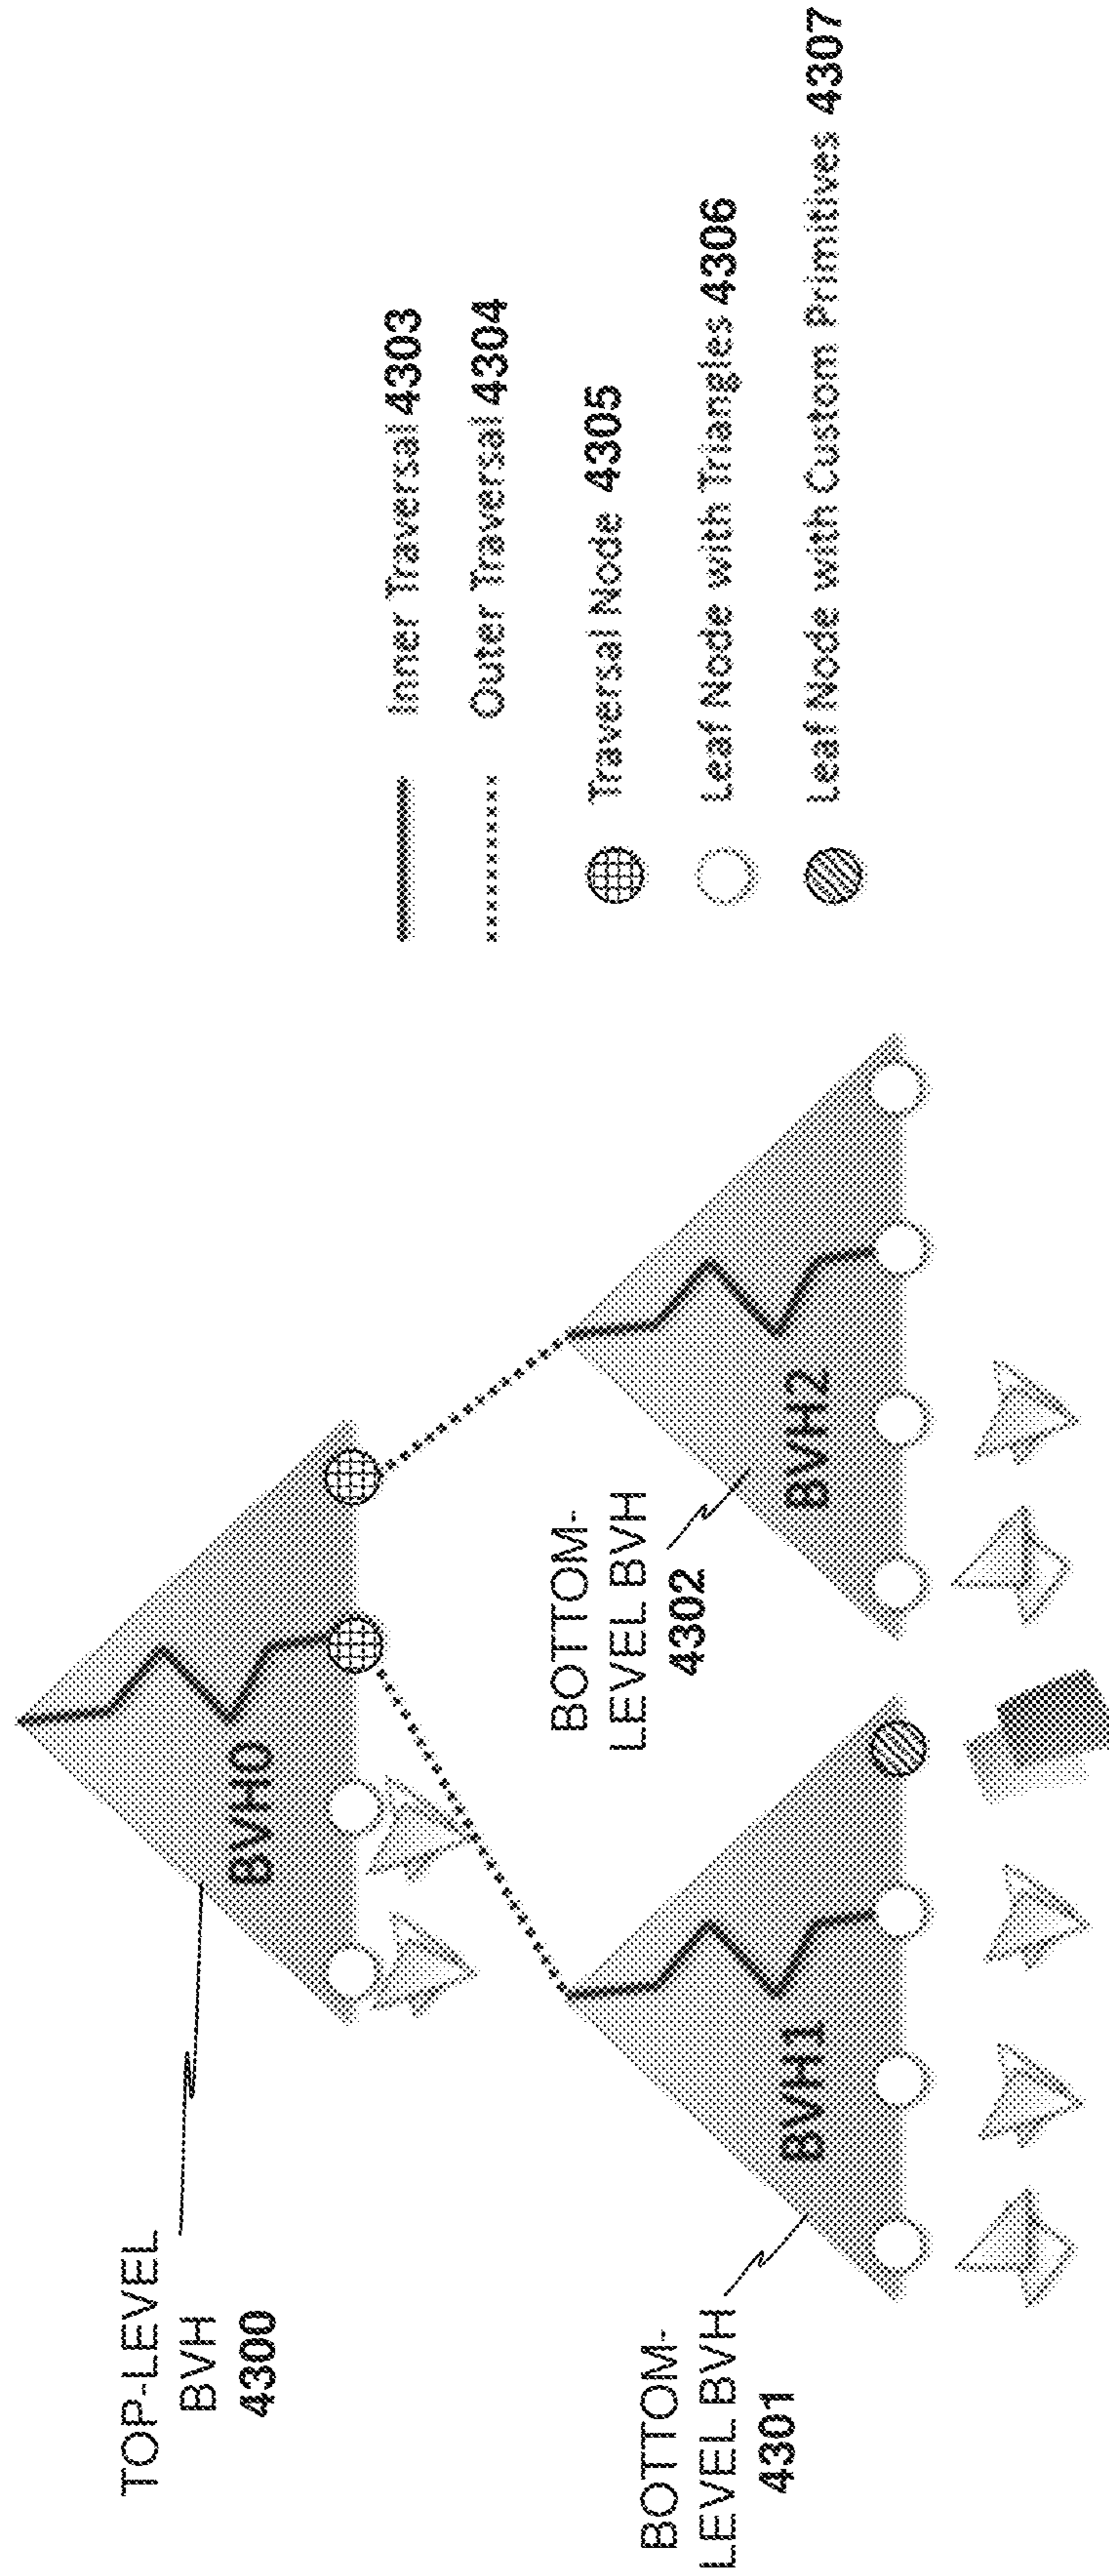 TOP-LEVEL
BVH
4300
BVH0
BOTTOM-
LEVEL BVH
4301
BVH1
BOTTOM-
LEVEL BVH
4302
BVH2
Inner Traversal 4303
Outer Traversal 4304
Traversal Node 4305
Leaf Node with Triangles 4306
Leaf Node with Custom Primitives 4307